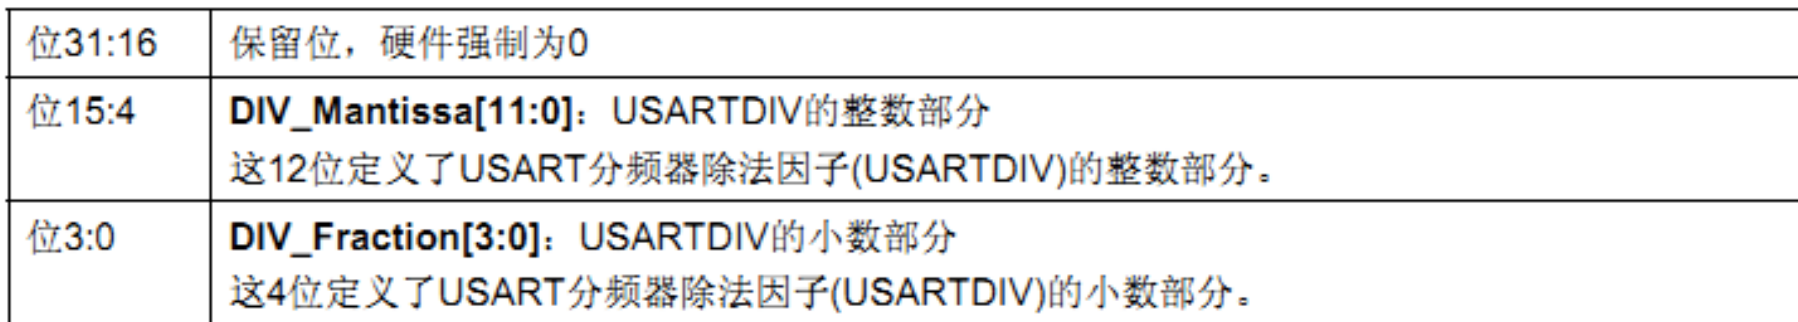 位31:16 保留位，硬件强制为0
位15:4 DIV_Mantissa[11:0]：USARTDIV的整数部分
这12位定义了USART分频器除法因子(USARTDIV)的整数部分。
位3:0 DIV_Fraction[3:0]：USARTDIV的小数部分
这4位定义了USART分频器除法因子(USARTDIV)的小数部分。